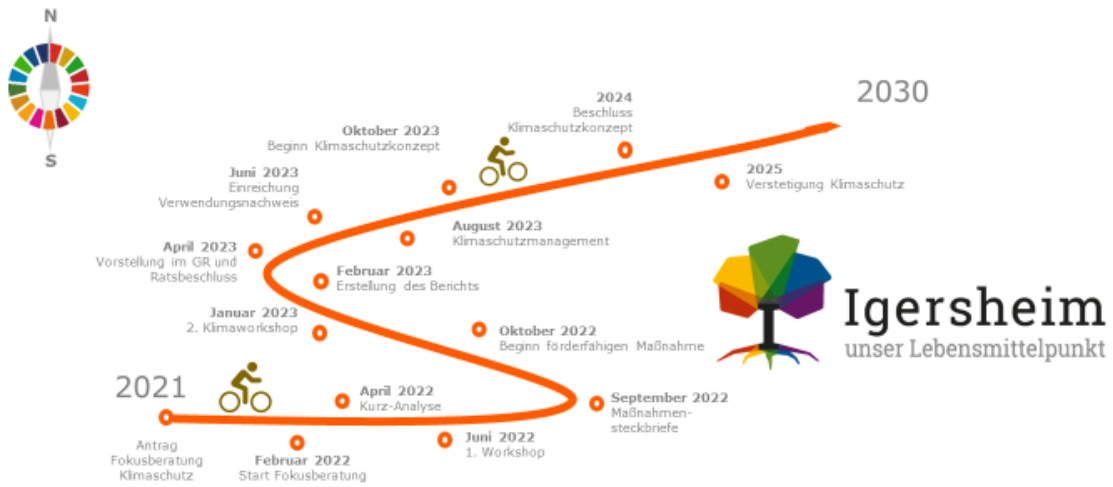 N
S
2030
2024
Beschluss
Klimaschutzkonzept
Oktober 2023
Beginn Klimaschutzkonzept
2025
Verstetigung Klimaschutz
Juni 2023
Einreichung
Verwendungsnachweis
August 2023
Klimaschutzmanagement
April 2023
Vorstellung im GR und
Ratsbeschluss
Februar 2023
Erstellung des Berichts
Januar 2023
2. Klimaworkshop
Oktober 2022
Beginn förderfähigen Maßnahme
Igersheim
unser Lebensmittelpunkt
2021
April 2022
Kurz-Analyse
September 2022
Maßnahmen-
steckbriefe
Antrag
Fokusberatung
Klimaschutz
Februar 2022
Start Fokusberatung
Juni 2022
1. Workshop